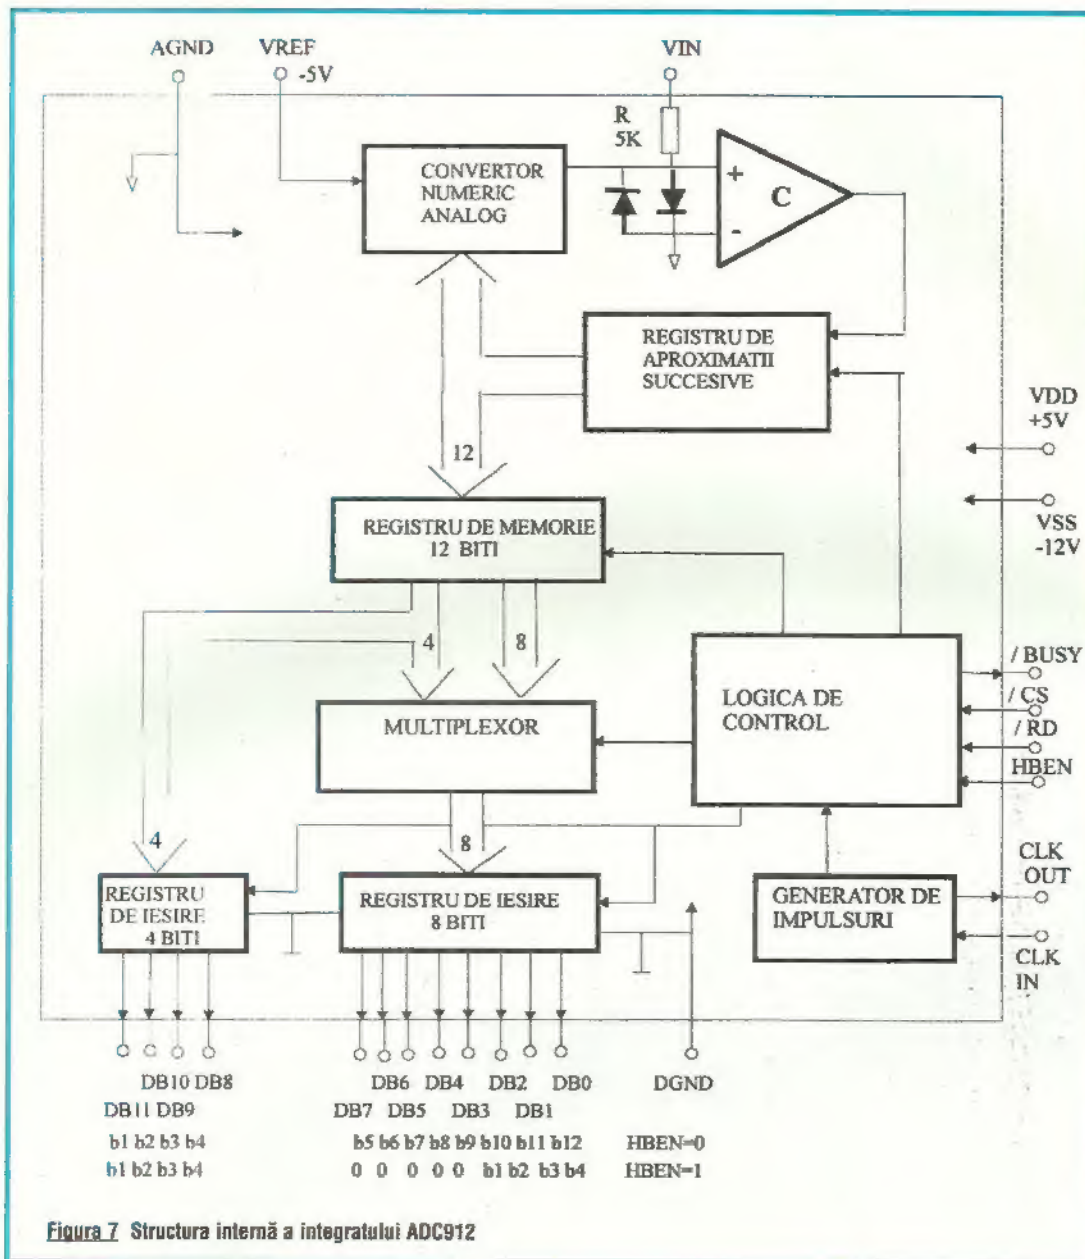 AGND VREF VIN
-5V
R
5K
CONVERTOR
NUMERIC
ANALOG
+
C
-
REGISTRU DE
APROXIMATII
SUCCESIVE
VDD
+5V
12
VSS
-12V
REGISTRU DE MEMORIE
12 BITI
4 8
/ BUSY
/ CS
/ RD
HBEN
LOGICA DE
CONTROL
MULTIPLEXOR
4 8
CLK
OUT
REGISTRU
DE IESIRE
4 BITI
REGISTRU DE IESIRE
8 BITI
GENERATOR DE
IMPULSURI
CLK
IN
DB10 DB8 DB6 DB4 DB2 DB0 DGND
DB11 DB9 DB7 DB5 DB3 DB1
b1 b2 b3 b4 b5 b6 b7 b8 b9 b10 b11 b12 HBEN=0
b1 b2 b3 b4 0 0 0 0 0 b1 b2 b3 b4 HBEN=1
Figura 7 Structura internă a integratului ADC912